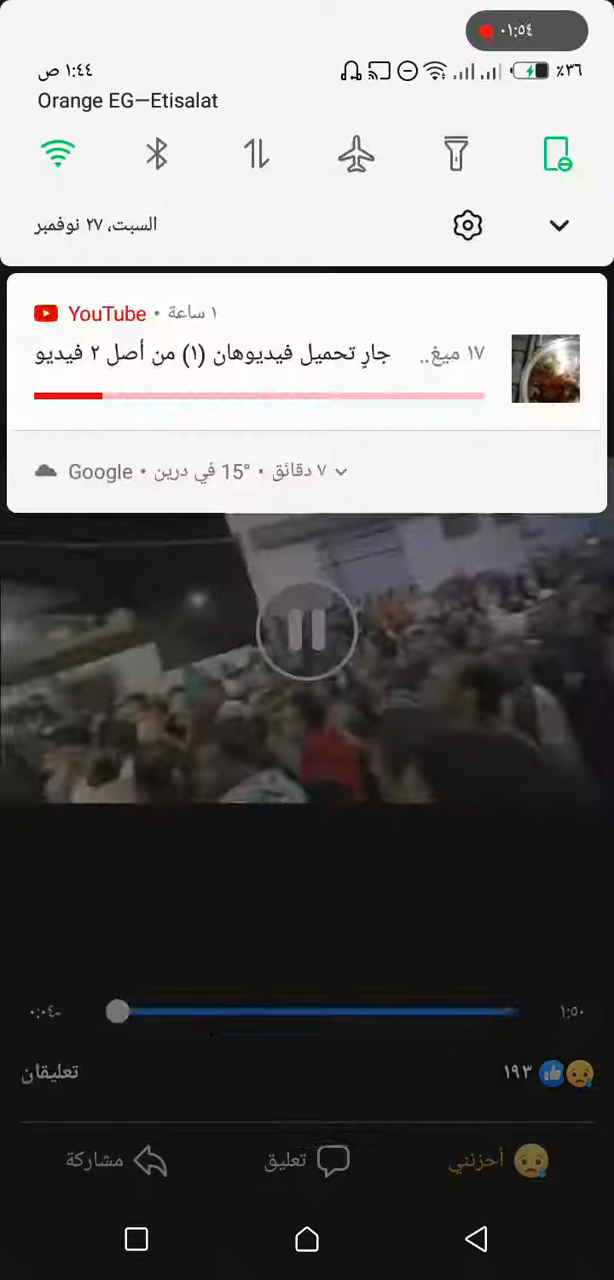 ٠١:٥٤
١:٤٤ ص
٪٣٦
Orange EG—Etisalat
السبت، ٢٧ نوفمبر
YouTube • ١ ساعة
جارٍ تحميل فيديوهان (١) من أصل ٢ فيديو
١٧ ميغ..
Google • 15° في درين • ٧ دقائق
-٠:٠٤
١:٥٠
تعليقان
١٩٣
أحزنني
تعليق
مشاركة